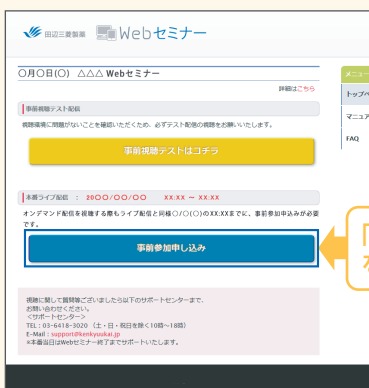 田辺三菱製薬 Webセミナー
〇月〇日(〇) △△△ Webセミナー
詳細はこちら
事前視聴テスト配信
視聴環境に問題がないことを確認いただくため、必ずテスト配信の視聴をお願いいたします。
事前視聴テストはコチラ
本番ライブ配信 : 20〇〇/〇〇/〇〇 XX:XX ~ XX:XX
オンデマンド配信を視聴する際もライブ配信と同様〇/〇(〇)のXX:XXまでに、事前参加申込みが必要
です。
事前参加申し込み
視聴に関して質問等ございましたら以下のサポートセンターまで、
お問い合わせください。
<サポートセンター>
TEL : 03-6418-3020 (土・日・祝日を除く10時~18時)
E-Mail : support@kenkyuukai.jp
※本番当日はWebセミナー終了までサポートいたします。
メニュー
トップペ
マニュア
FAQ